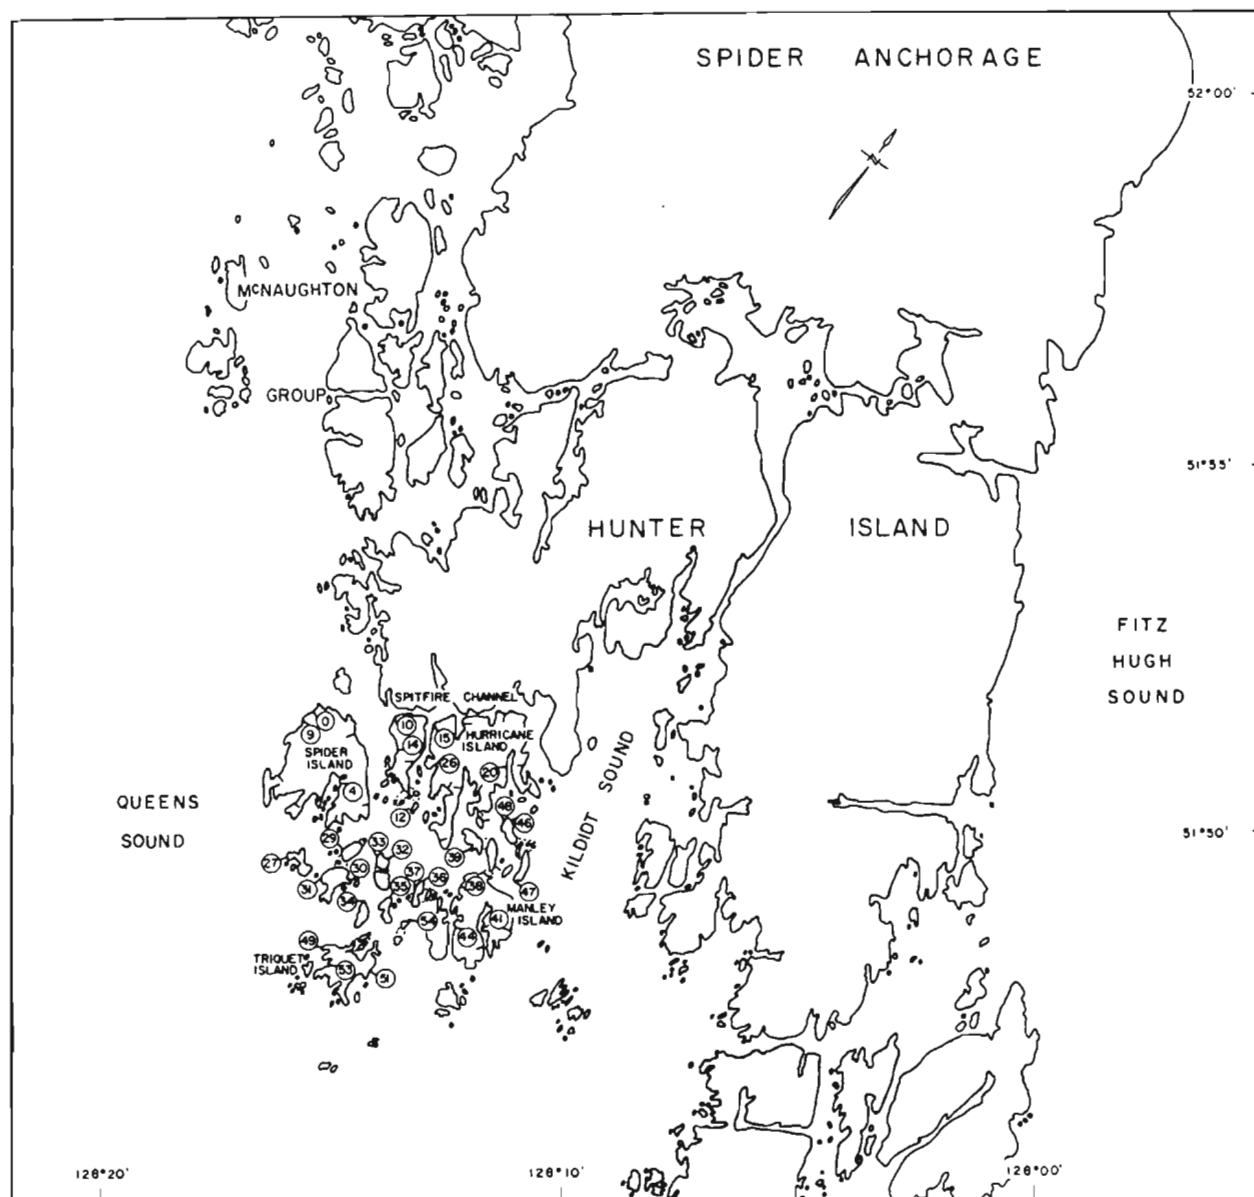 SPIDER ANCHORAGE
52°00'
N
McNAUGHTON
GROUP
51°55'
HUNTER ISLAND
FITZ
HUGH
SOUND
SPITFIRE CHANNEL
0
10
9
15
HURRICANE
ISLAND
14
SPIDER
ISLAND
26
20
4
QUEENS
SOUND
KILDIDT SOUND
48
12
46
51°50'
29
33
32
39
27
30
37
36
31
35
38
47
34
MANLEY
ISLAND
54
41
49
44
TRIQUET
ISLAND
53
51
128°20'
128°10'
128°00'